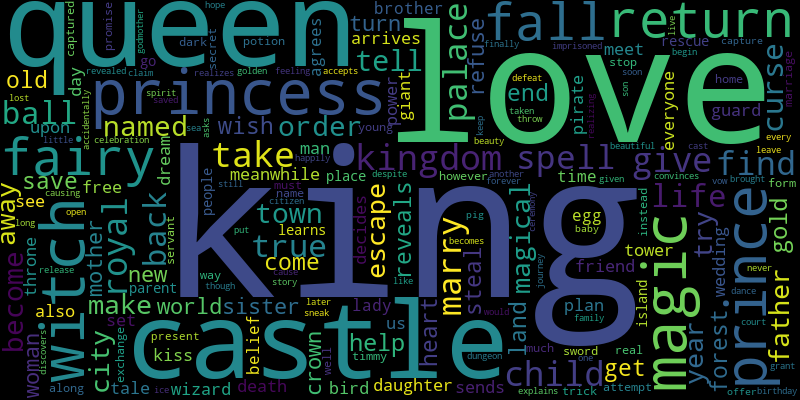 queen
love
king
castle
princess
fall
return
palace
tell
turn
brother
arrives
agrees
captured
promise
godmother
hope
dark
potion
secret
revealed
claim
realizes
golden
feeling
accepts
finally
imprisoned
live
meet
rescue
capture
stop
soon
begin
curse
refuse
end
pirate
giant
power
defeat
taken
throw
son
realizing
home
guard
everyone
marriage
old
day
go
ball
lost
spirit
saved
accidentally
named
wish
order
man
young
asks
sea
keep
beauty
beautiful
every
leave
upon
little
celebration
fairy
take
kingdom
spell
give
find
cast
convinces
vow
brought
form
save
dream
meanwhile
place
however
another
despite
forever
time
given
life
away
see
free
people
still
must
name
citizen
happily
causing
witch
royal
back
mother
town
true
escape
reveals
magical
egg
baby
instead
magic
try
prince
gold
long
open
throne
servant
learns
decides
marry
pig
becomes
ceremony
tower
friend
wedding
never
father
release
parent
new
way
put
come
though
cause
story
like
steal
land
journey
island
year
forest
dance
court
become
also
make
world
sister
later
sneak
lady
us
heart
plan
family
woman
discovers
city
set
exchange
present
kiss
belief
crown
well
timmy
help
dungeon
would
sword
much
real
child
one
get
grant
along
tale
ice
wizard
death
bird
daughter
sends
explains
trick
attempt
offer
birthday